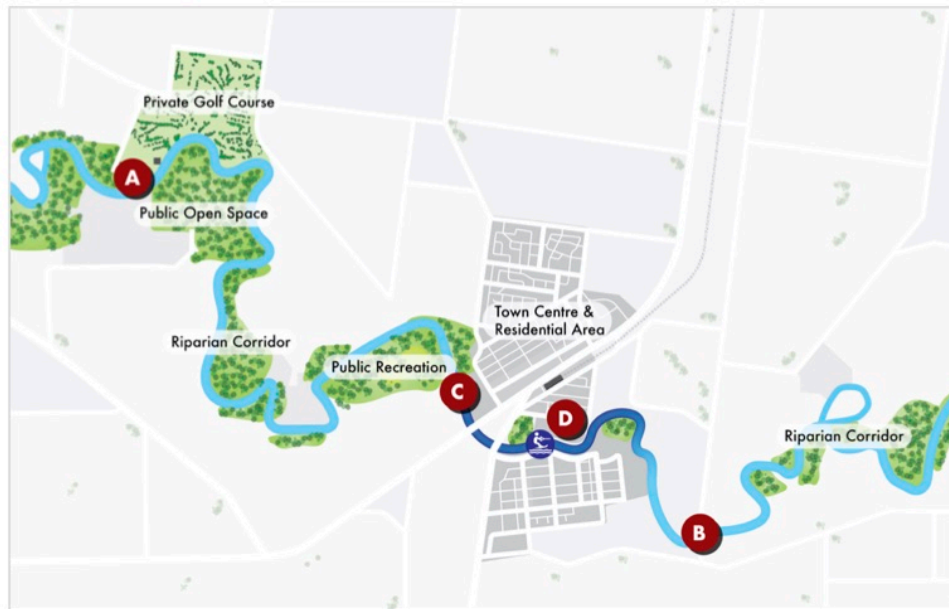 Private Golf Course
A
Public Open Space
Town Centre &
Residential Area
Riparian Corridor
Public Recreation
C
D
Riparian Corridor
B